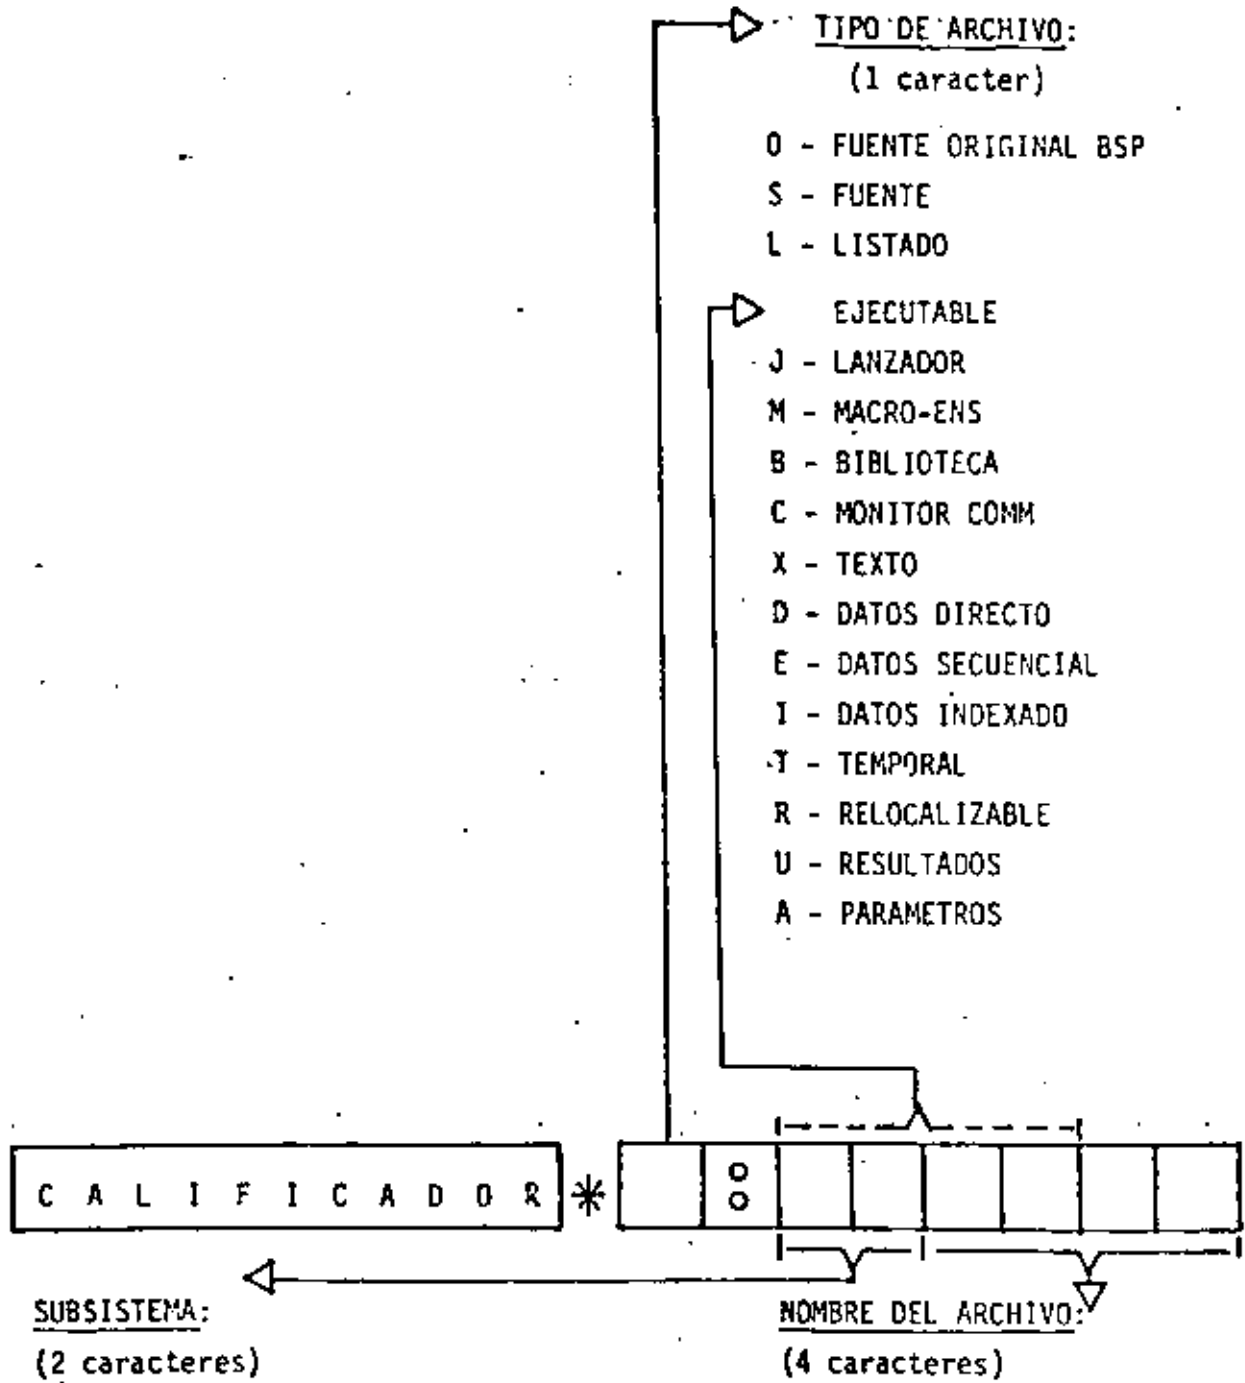 TIPO DE ARCHIVO:
(1 caracter)
O - FUENTE ORIGINAL BSP
S - FUENTE
L - LISTADO
EJECUTABLE
J - LANZADOR
M - MACRO-ENS
B - BIBLIOTECA
C - MONITOR COMM
X - TEXTO
D - DATOS DIRECTO
E - DATOS SECUENCIAL
I - DATOS INDEXADO
T - TEMPORAL
R - RELOCALIZABLE
U - RESULTADOS
A - PARAMETROS
C A L I F I C A D O R * :
SUBSISTEMA:
(2 caracteres)
NOMBRE DEL ARCHIVO:
(4 caracteres)